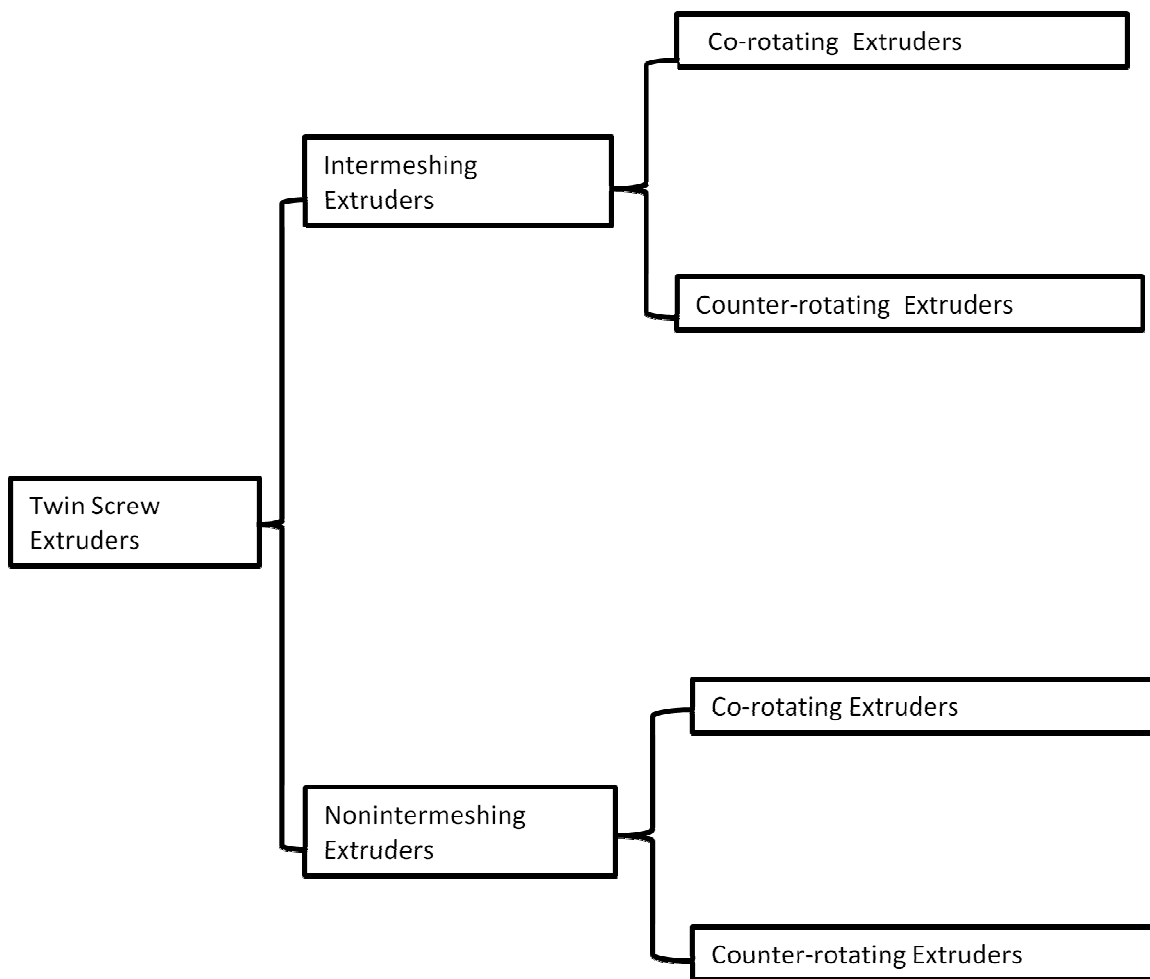 Co-rotating  Extruders
Intermeshing
Extruders
Counter-rotating  Extruders
Twin Screw
Extruders
Co-rotating Extruders
Nonintermeshing
Extruders
Counter-rotating Extruders